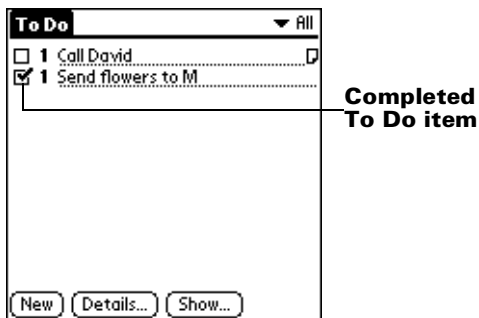 To Do All
1 Call David
1 Send flowers to M
Completed
To Do item
New Details... Show...